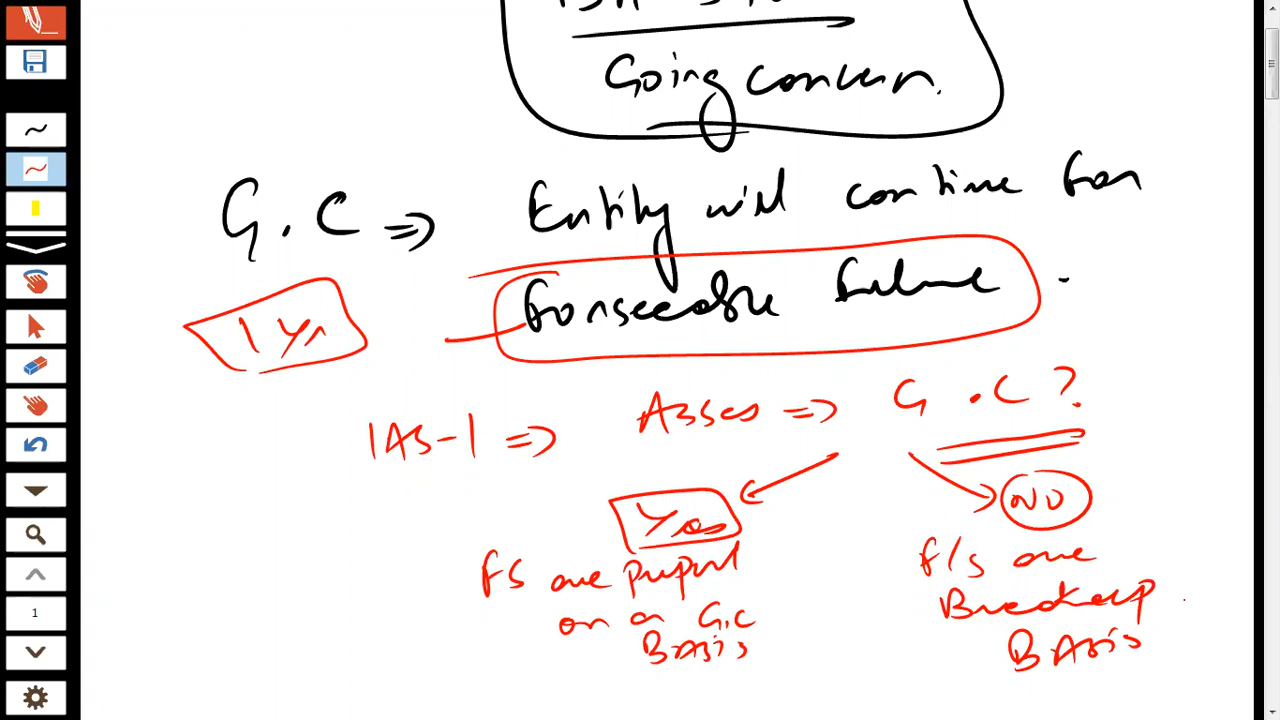 Going concern.
G.C ⇒ Entity will continue for
foreseeable future.
1 Yr
IAS-1 ⇒ Asses ⇒ G.C?
Yes NO
FS are prepared F/S are
on a G.C Breakup
BAsis BAsis
1